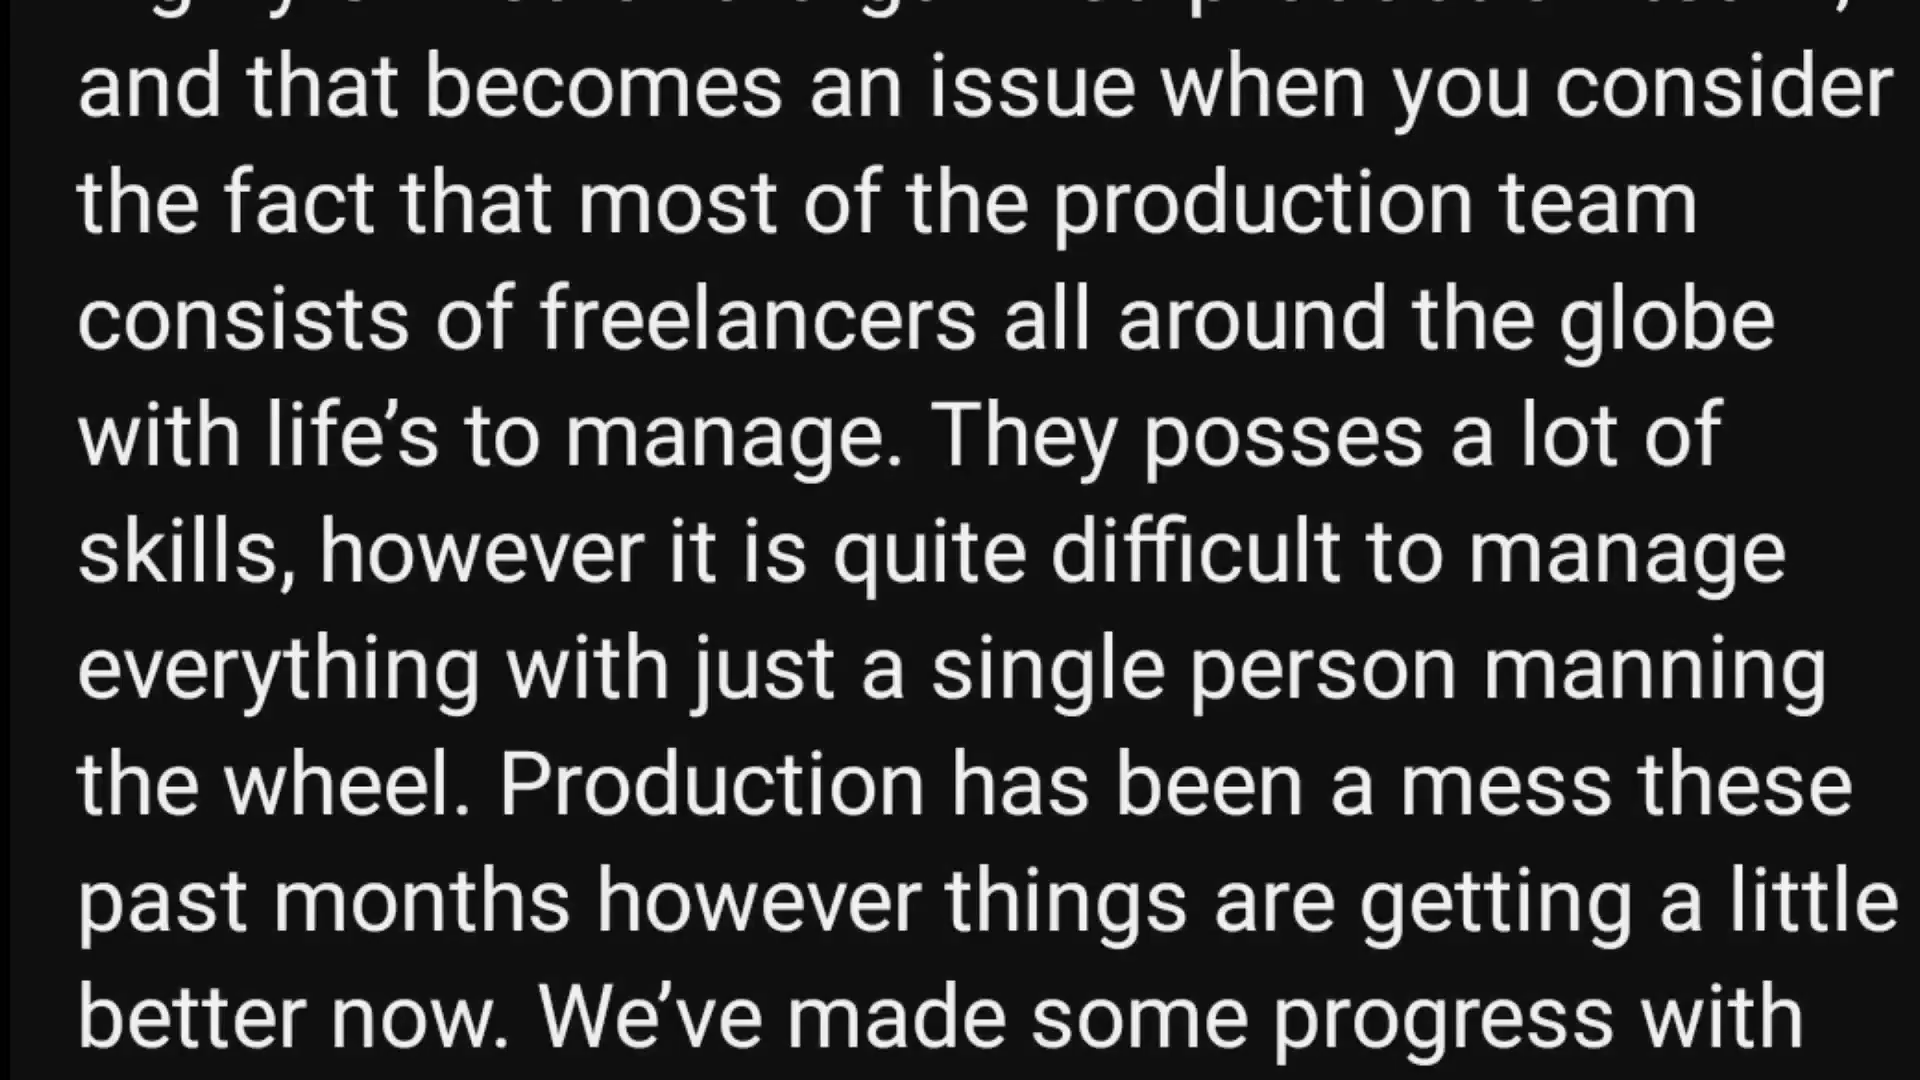 and that becomes an issue when you consider
the fact that most of the production team
consists of freelancers all around the globe
with life’s to manage. They posses a lot of
skills, however it is quite difficult to manage
everything with just a single person manning
the wheel. Production has been a mess these
past months however things are getting a little
better now. We’ve made some progress with